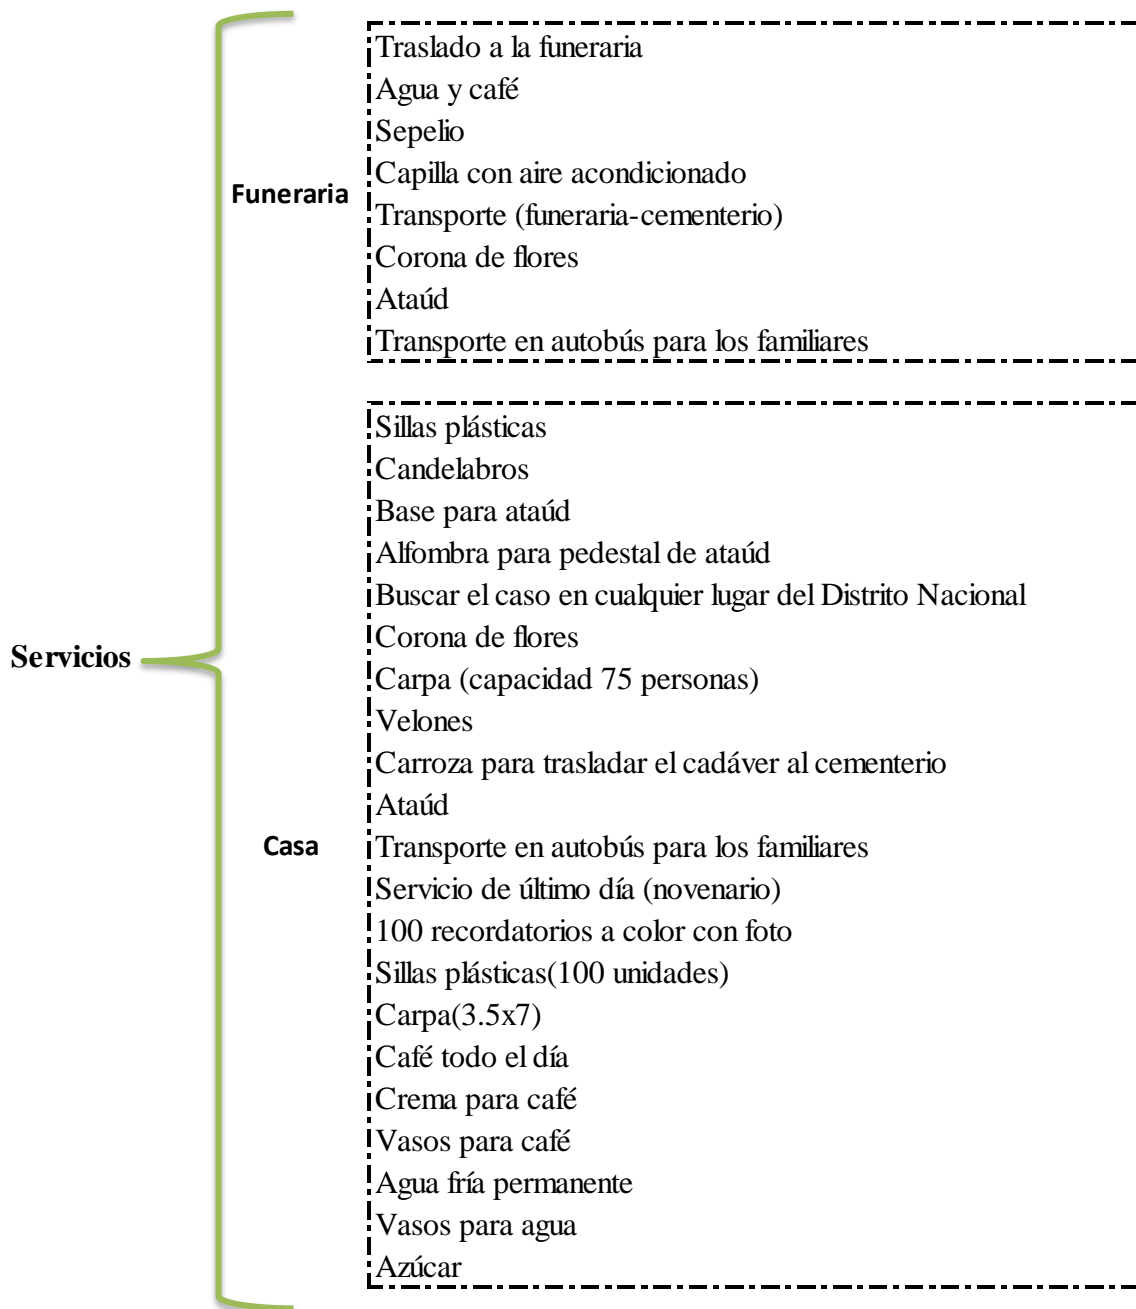 Servicios
Funeraria
Traslado a la funeraria
Agua y café
Sepelio
Capilla con aire acondicionado
Transporte (funeraria-cementerio)
Corona de flores
Ataúd
Transporte en autobús para los familiares
Casa
Sillas plásticas
Candelabros
Base para ataúd
Alfombra para pedestal de ataúd
Buscar el caso en cualquier lugar del Distrito Nacional
Corona de flores
Carpa (capacidad 75 personas)
Velones
Carroza para trasladar el cadáver al cementerio
Ataúd
Transporte en autobús para los familiares
Servicio de último día (novenario)
100 recordatorios a color con foto
Sillas plásticas(100 unidades)
Carpa(3.5x7)
Café todo el día
Crema para café
Vasos para café
Agua fría permanente
Vasos para agua
Azúcar